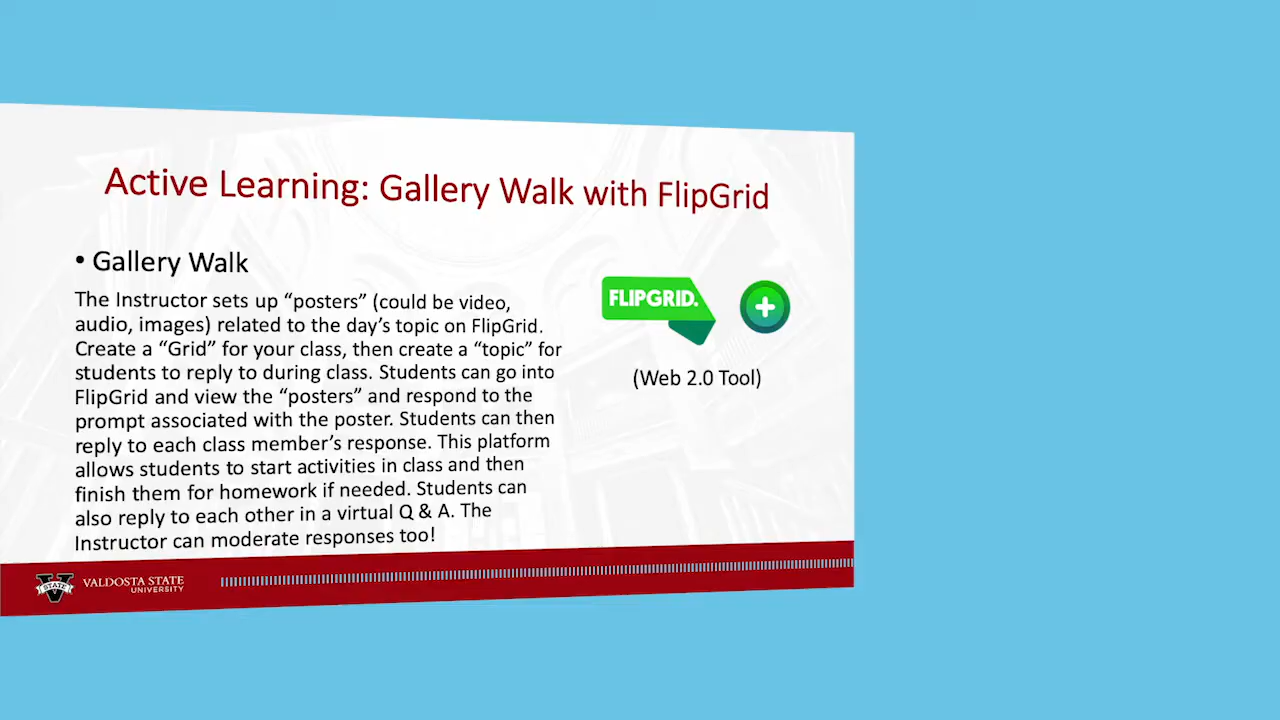 Active Learning: Gallery Walk with FlipGrid
• Gallery Walk
The Instructor sets up “posters” (could be video,
audio, images) related to the day’s topic on FlipGrid.
Create a “Grid” for your class, then create a “topic” for
students to reply to during class. Students can go into
FlipGrid and view the “posters” and respond to the
prompt associated with the poster. Students can then
reply to each class member’s response. This platform
allows students to start activities in class and then
finish them for homework if needed. Students can
also reply to each other in a virtual Q & A. The
Instructor can moderate responses too!
FLIPGRID.
(Web 2.0 Tool)
V STATE
VALDOSTA STATE
UNIVERSITY